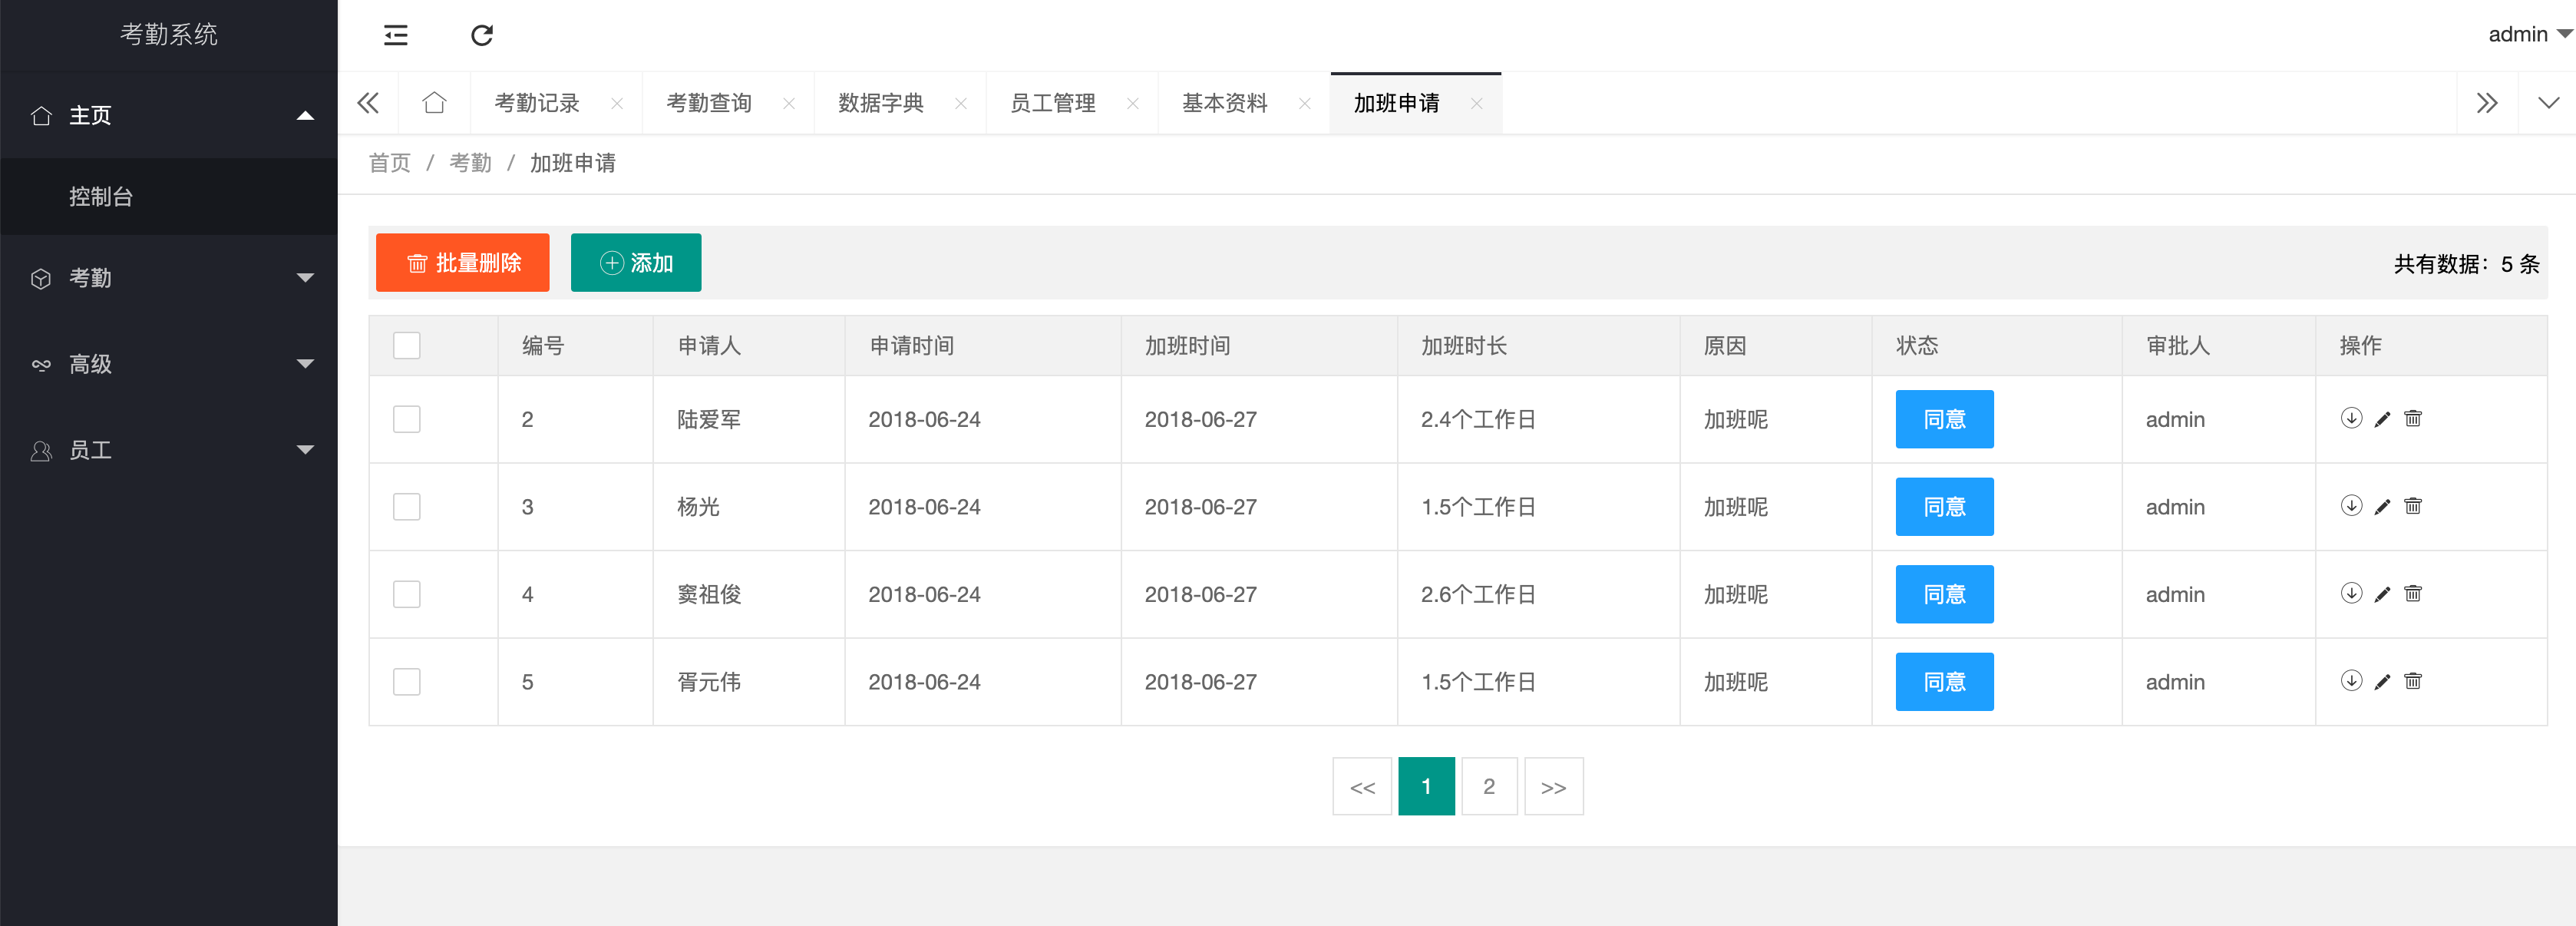 考勤系统
admin
主页
控制台
考勤
高级
员工
考勤记录 考勤查询 数据字典 员工管理 基本资料 加班申请
首页 / 考勤 / 加班申请
批量删除 添加 共有数据：5 条
编号 申请人 申请时间 加班时间 加班时长 原因 状态 审批人 操作
2 陆爱军 2018-06-24 2018-06-27 2.4个工作日 加班呢 同意 admin
3 杨光 2018-06-24 2018-06-27 1.5个工作日 加班呢 同意 admin
4 窦祖俊 2018-06-24 2018-06-27 2.6个工作日 加班呢 同意 admin
5 胥元伟 2018-06-24 2018-06-27 1.5个工作日 加班呢 同意 admin
<< 1 2 >>